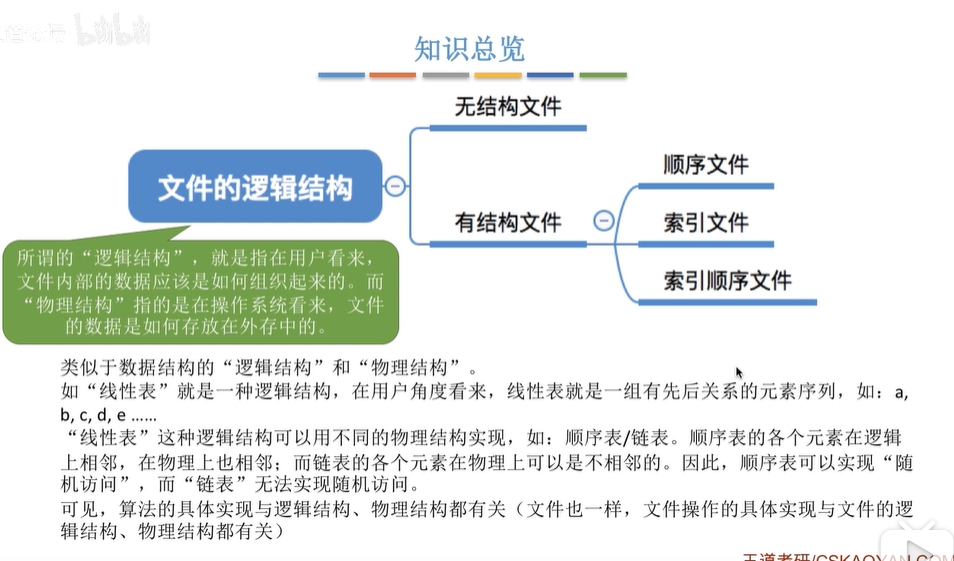 bilibili
知识总览
无结构文件
顺序文件
文件的逻辑结构
有结构文件
索引文件
索引顺序文件
所谓的“逻辑结构”，就是指在用户看来，
文件内部的数据应该是如何组织起来的。而
“物理结构”指的是在操作系统看来，文件
的数据是如何存放在外存中的。
类似于数据结构的“逻辑结构”和“物理结构”。
如“线性表”就是一种逻辑结构，在用户角度看来，线性表就是一组有先后关系的元素序列，如：a,
b, c, d, e ……
“线性表”这种逻辑结构可以用不同的物理结构实现，如：顺序表/链表。顺序表的各个元素在逻辑
上相邻，在物理上也相邻；而链表的各个元素在物理上可以是不相邻的。因此，顺序表可以实现“随
机访问”，而“链表”无法实现随机访问。
可见，算法的具体实现与逻辑结构、物理结构都有关（文件也一样，文件操作的具体实现与文件的逻
辑结构、物理结构都有关）
王道考研/CSKAOYAN.COM